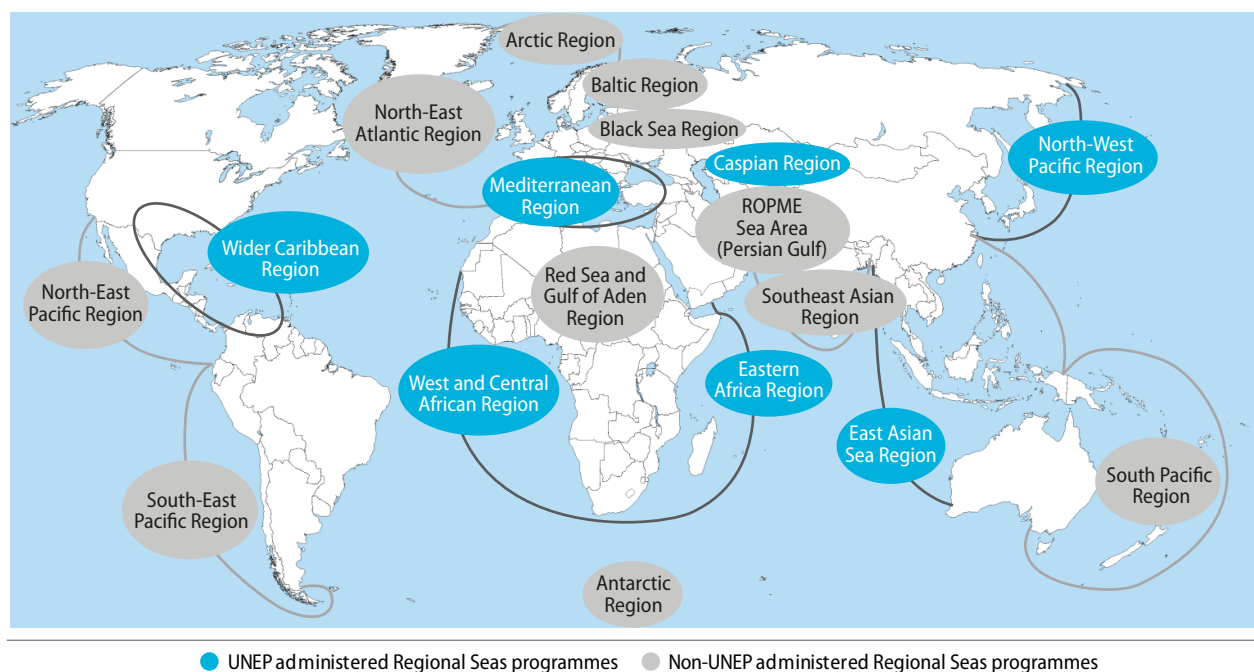 Arctic Region
Baltic Region
North-East
Atlantic Region
Black Sea Region
North-West
Pacific Region
Caspian Region
Mediterranean
Region
ROPME
Sea Area
(Persian Gulf)
Wider Caribbean
Region
Red Sea and
Gulf of Aden
Region
North-East
Pacific Region
Southeast Asian
Region
West and Central
African Region
Eastern
Africa Region
East Asian
Sea Region
South Pacific
Region
South-East
Pacific Region
Antarctic
Region
UNEP administered Regional Seas programmes
Non-UNEP administered Regional Seas programmes